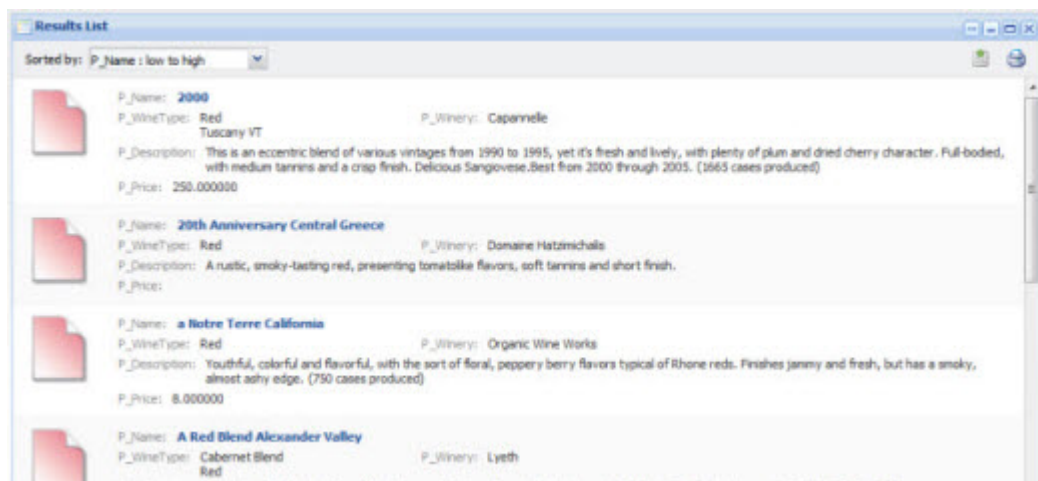 Results List
Sorted by: P_Name : low to high
P_Name: 2000
P_WineType: Red P_Winery: Capannelle
Tuscany VT
P_Description: This is an eccentric blend of various vintages from 1990 to 1995, yet it's fresh and lively, with plenty of plum and dried cherry character. Full-bodied,
with medium tannins and a crisp finish. Delicious Sangiovese.Best from 2000 through 2005. (1665 cases produced)
P_Price: 250.000000
P_Name: 20th Anniversary Central Greece
P_WineType: Red P_Winery: Domaine Hatzimichalis
P_Description: A rustic, smoky-tasting red, presenting tomatolike flavors, soft tannins and short finish.
P_Price:
P_Name: a Notre Terre California
P_WineType: Red P_Winery: Organic Wine Works
P_Description: Youthful, colorful and flavorful, with the sort of floral, peppery berry flavors typical of Rhone reds. Finishes jammy and fresh, but has a smoky,
almost ashy edge. (750 cases produced)
P_Price: 8.000000
P_Name: A Red Blend Alexander Valley
P_WineType: Cabernet Blend P_Winery: Lyeth
Red